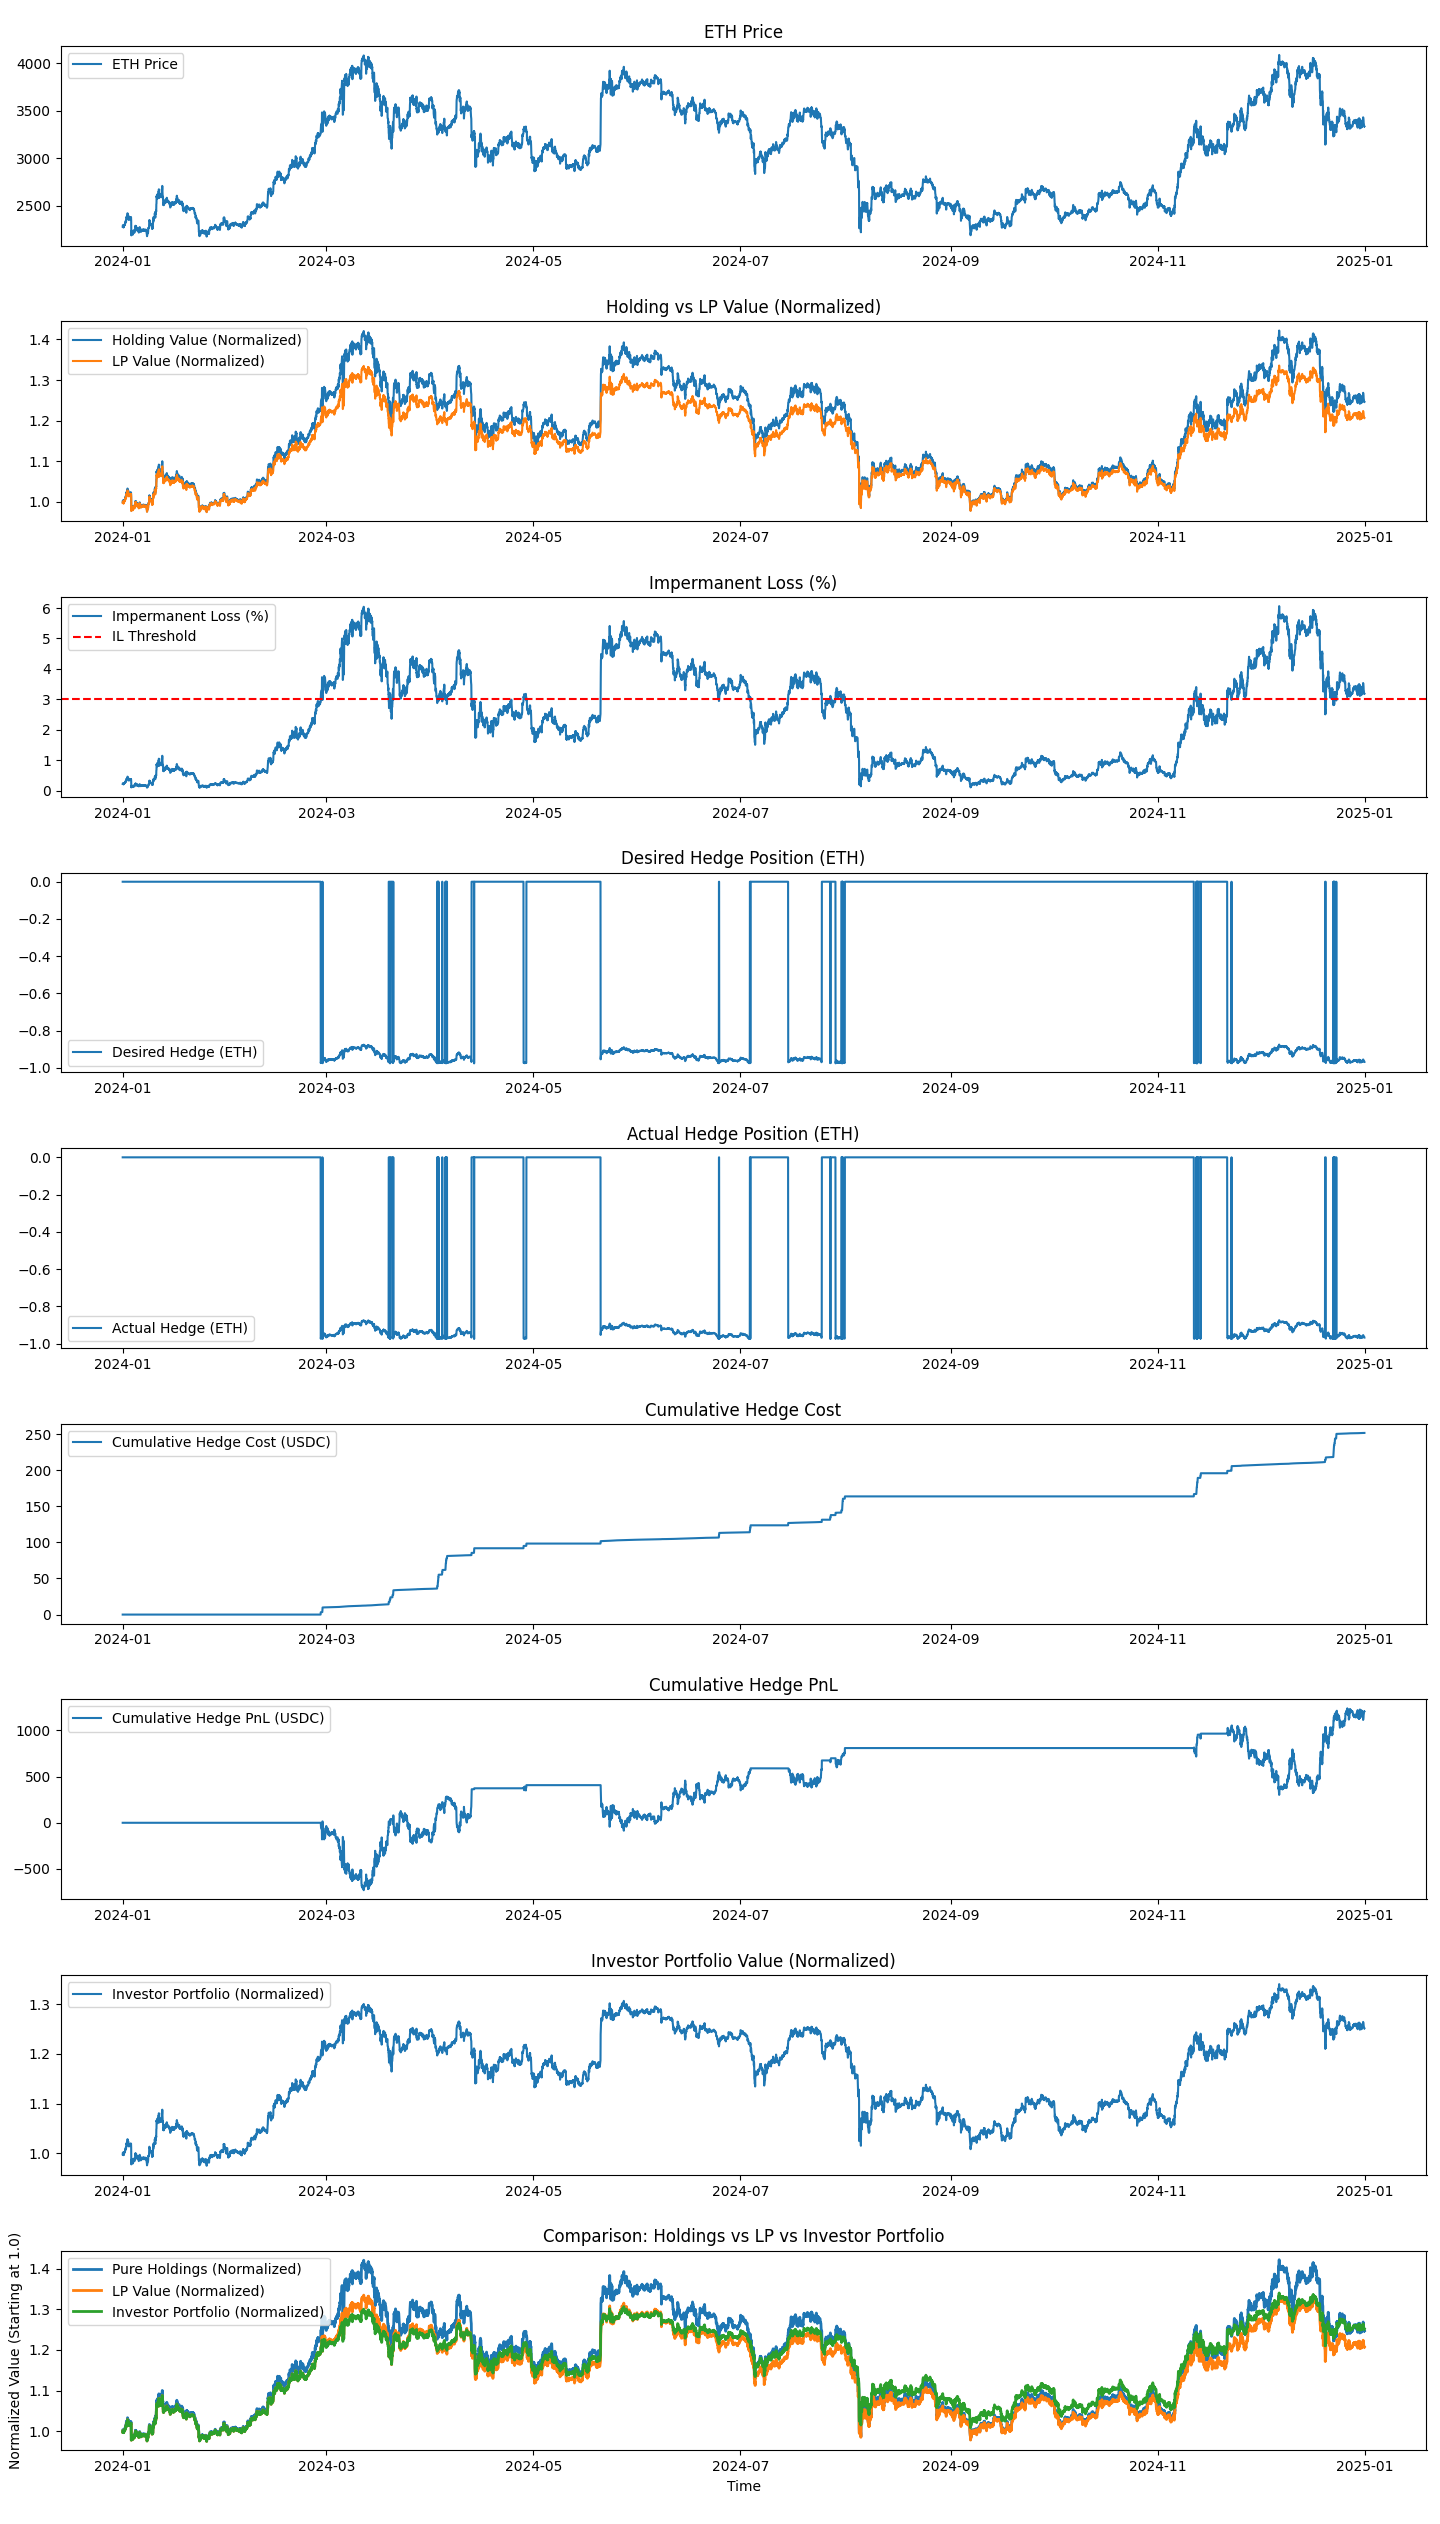 ETH Price
ETH Price
4000
3500
3000
2500
2024-01 2024-03 2024-05 2024-07 2024-09 2024-11 2025-01
Holding vs LP Value (Normalized)
Holding Value (Normalized)
LP Value (Normalized)
1.4
1.3
1.2
1.1
1.0
2024-01 2024-03 2024-05 2024-07 2024-09 2024-11 2025-01
Impermanent Loss (%)
Impermanent Loss (%)
IL Threshold
6
5
4
3
2
1
0
2024-01 2024-03 2024-05 2024-07 2024-09 2024-11 2025-01
Desired Hedge Position (ETH)
0.0
−0.2
−0.4
−0.6
−0.8
−1.0
Desired Hedge (ETH)
2024-01 2024-03 2024-05 2024-07 2024-09 2024-11 2025-01
Actual Hedge Position (ETH)
0.0
−0.2
−0.4
−0.6
−0.8
−1.0
Actual Hedge (ETH)
2024-01 2024-03 2024-05 2024-07 2024-09 2024-11 2025-01
Cumulative Hedge Cost
Cumulative Hedge Cost (USDC)
250
200
150
100
50
0
2024-01 2024-03 2024-05 2024-07 2024-09 2024-11 2025-01
Cumulative Hedge PnL
Cumulative Hedge PnL (USDC)
1000
500
0
−500
2024-01 2024-03 2024-05 2024-07 2024-09 2024-11 2025-01
Investor Portfolio Value (Normalized)
Investor Portfolio (Normalized)
1.3
1.2
1.1
1.0
2024-01 2024-03 2024-05 2024-07 2024-09 2024-11 2025-01
Comparison: Holdings vs LP vs Investor Portfolio
Pure Holdings (Normalized)
LP Value (Normalized)
Investor Portfolio (Normalized)
Normalized Value (Starting at 1.0)
1.4
1.3
1.2
1.1
1.0
2024-01 2024-03 2024-05 2024-07 2024-09 2024-11 2025-01
Time